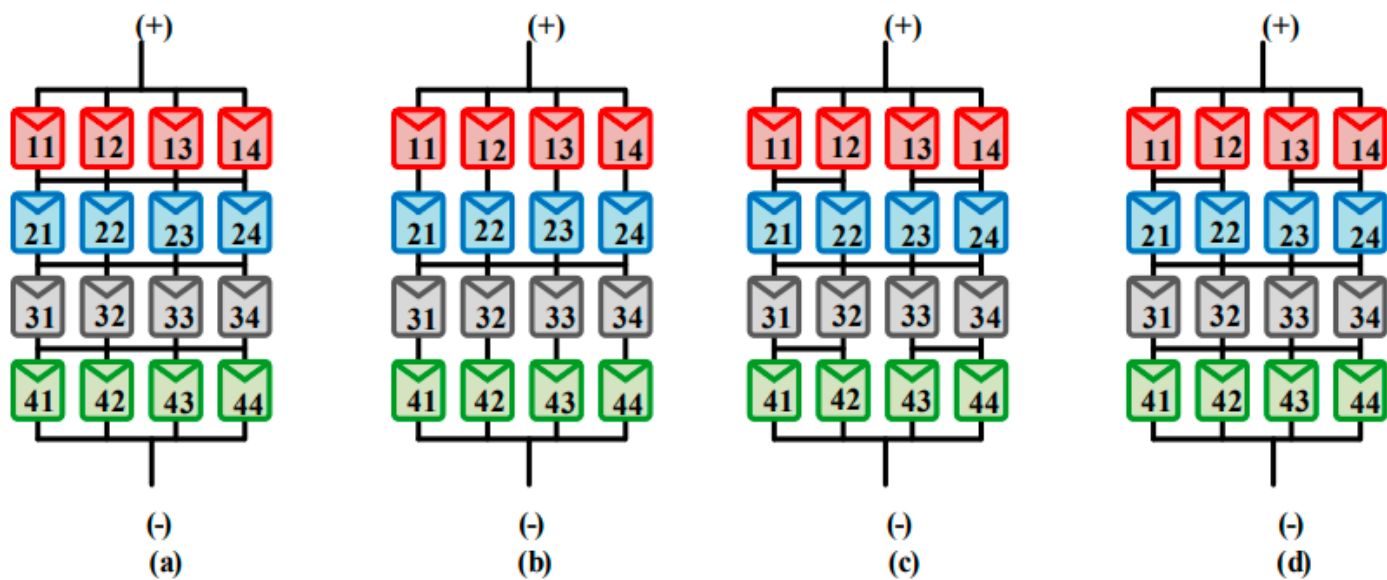 (+) (+) (+) (+)
11 12 13 14 11 12 13 14 11 12 13 14 11 12 13 14
21 22 23 24 21 22 23 24 21 22 23 24 21 22 23 24
31 32 33 34 31 32 33 34 31 32 33 34 31 32 33 34
41 42 43 44 41 42 43 44 41 42 43 44 41 42 43 44
(-) (-) (-) (-)
(a) (b) (c) (d)